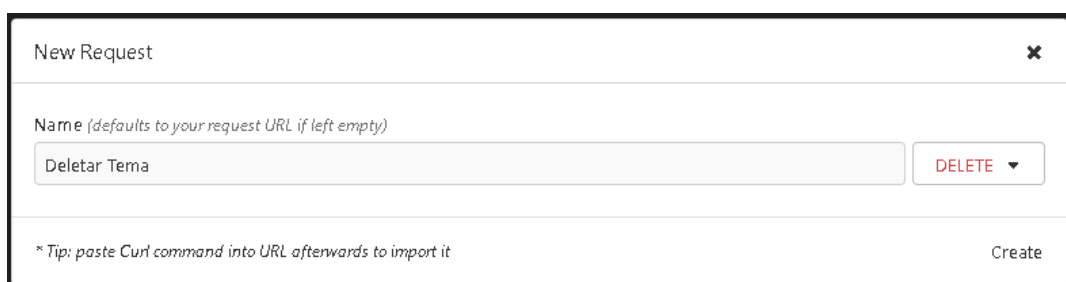 New Request
Name (defaults to your request URL if left empty)
Deletar Tema DELETE
* Tip: paste Curl command into URL afterwards to import it Create